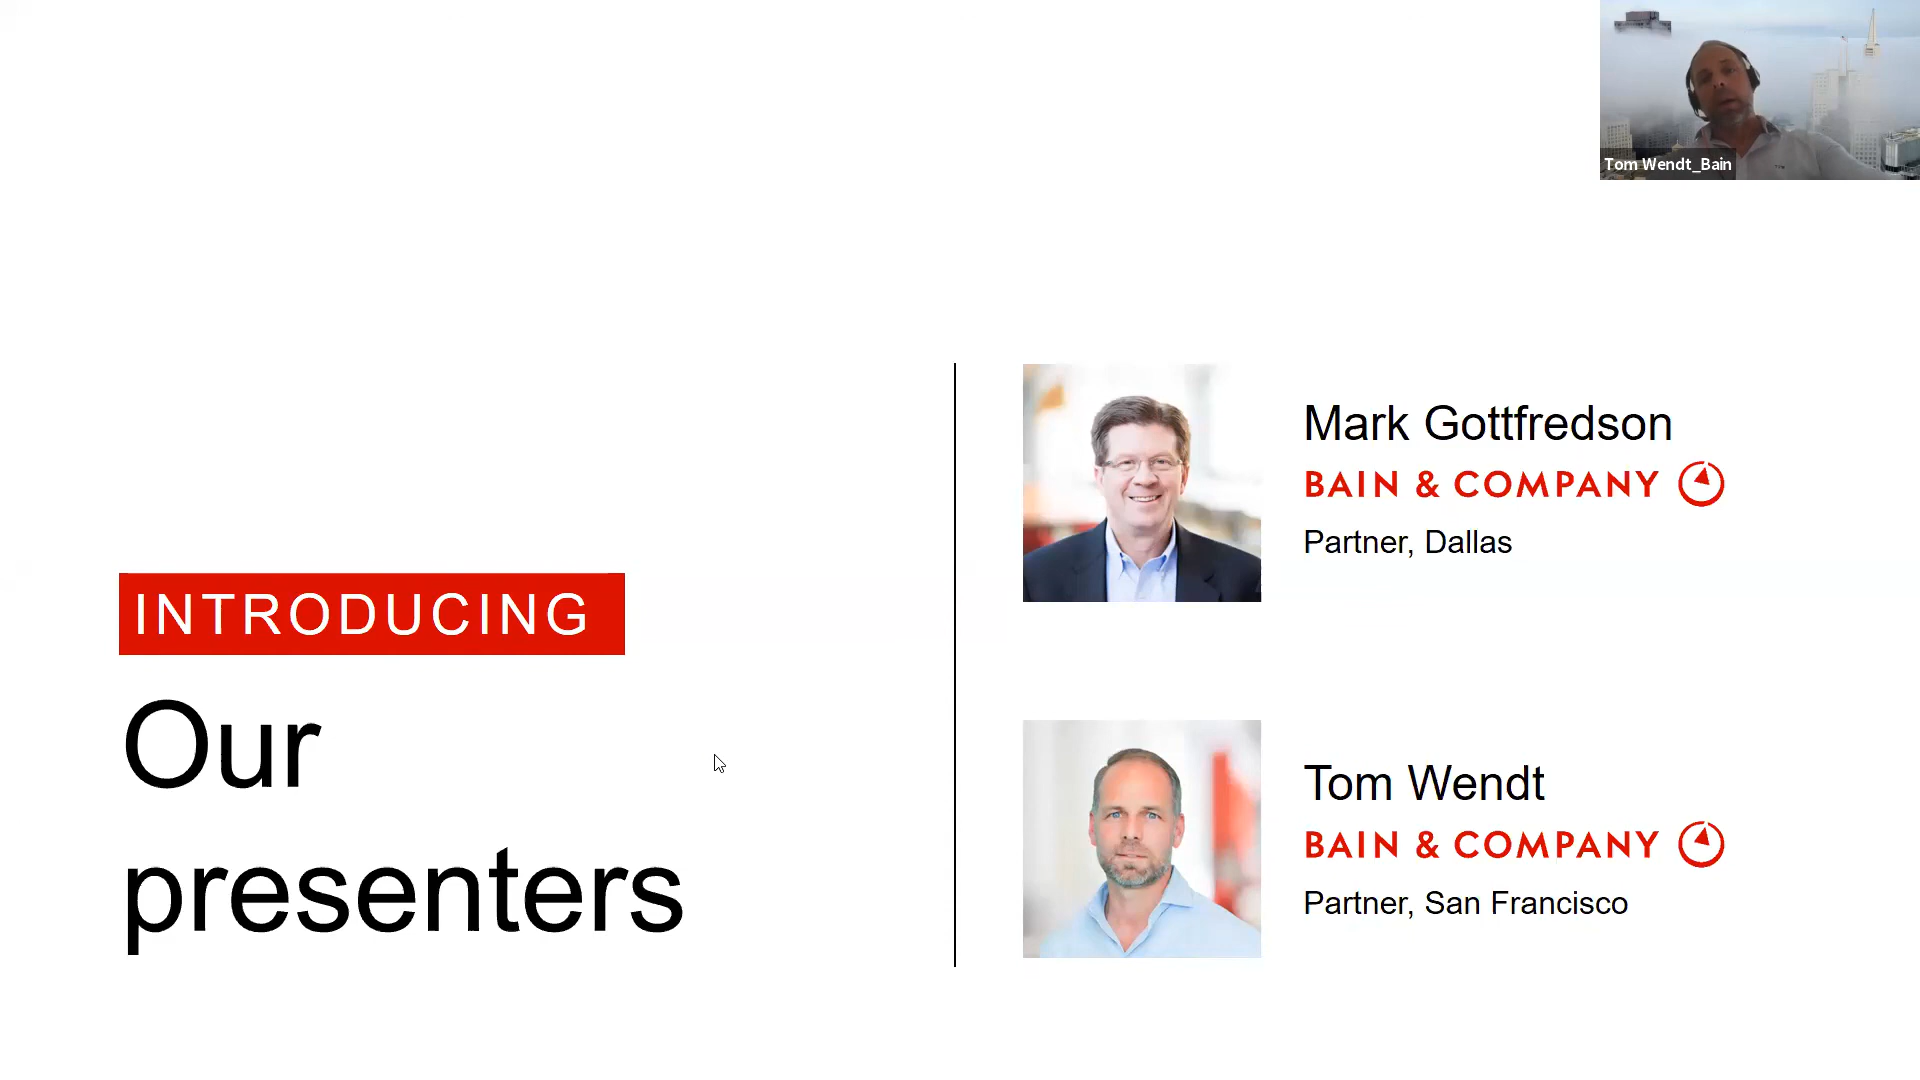 Tom Wendt_Bain
INTRODUCING
Our
presenters
Mark Gottfredson
BAIN & COMPANY
Partner, Dallas
Tom Wendt
BAIN & COMPANY
Partner, San Francisco